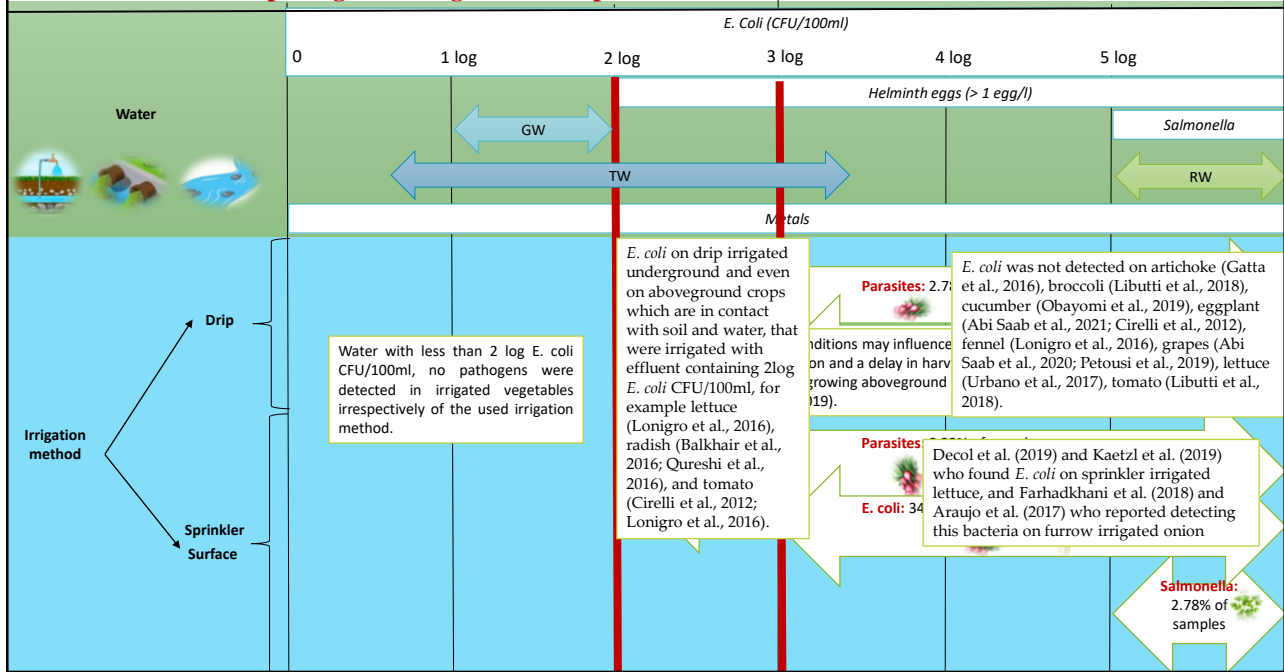 E. Coli (CFU/100ml)
0 1 log 2 log 3 log 4 log 5 log
Water
Helminth eggs (> 1 egg/l)
GW
Salmonella
TW
RW
Metals
Irrigation
method
Drip
Sprinkler
Surface
Water with less than 2 log E. coli
CFU/100ml, no pathogens were
detected in irrigated vegetables
irrespectively of the used irrigation
method.
E. coli on drip irrigated
underground and even
on aboveground crops
which are in contact
with soil and water, that
were irrigated with
effluent containing 2log
E. coli CFU/100ml, for
example lettuce
(Lonigro et al., 2016),
radish (Balkhair et al.,
2016; Qureshi et al.,
2016), and tomato
(Cirelli et al., 2012;
Lonigro et al., 2016).
Parasites: 2.78
may influence
and a delay in
growing aboveground
E. coli was not detected on artichoke (Gatta
et al., 2016), broccoli (Libutti et al., 2018),
cucumber (Obayomi et al., 2019), eggplant
(Abi Saab et al., 2021; Cirelli et al., 2012),
fennel (Lonigro et al., 2016), grapes (Abi
Saab et al., 2020; Petousi et al., 2019), lettuce
(Urbano et al., 2017), tomato (Libutti et al.,
2018).
Parasites:
E. coli: 34
Decol et al. (2019) and Kaetzl et al. (2019)
who found E. coli on sprinkler irrigated
lettuce, and Farhadkhani et al. (2018) and
Araujo et al. (2017) who reported detecting
this bacteria on furrow irrigated onion
Salmonella:
2.78% of
samples